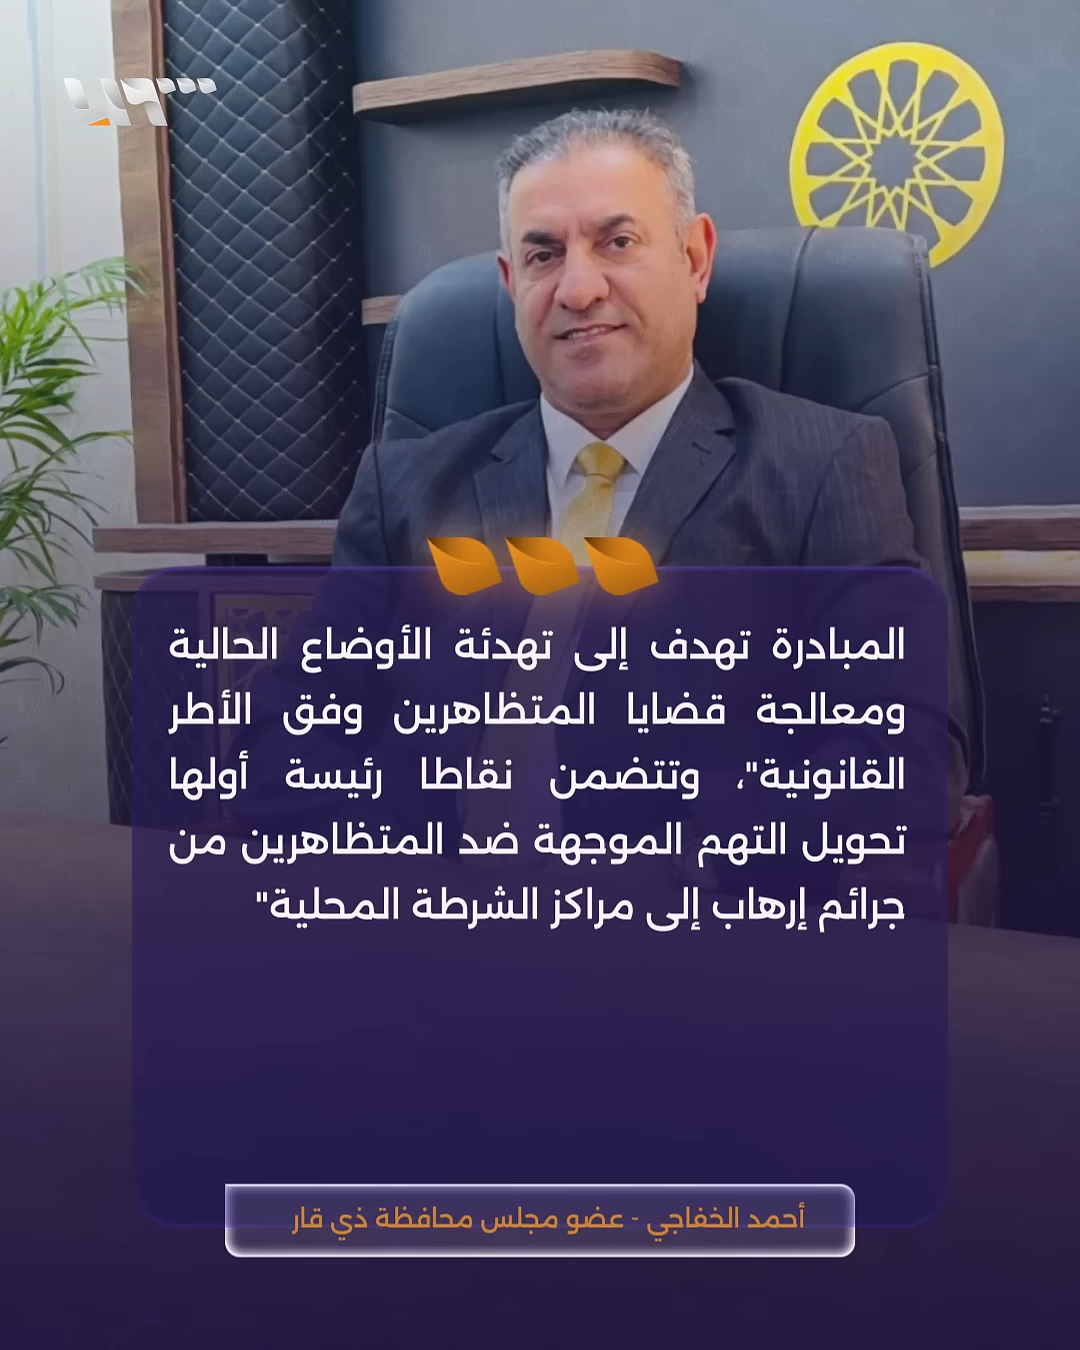 المبادرة تهدف إلى تهدئة الأوضاع الحالية
ومعالجة قضايا المتظاهرين وفق الأطر
القانونية"، وتتضمن نقاطا رئيسة أولها
تحويل التهم الموجهة ضد المتظاهرين من
جرائم إرهاب إلى مراكز الشرطة المحلية"
أحمد الخفاجي - عضو مجلس محافظة ذي قار